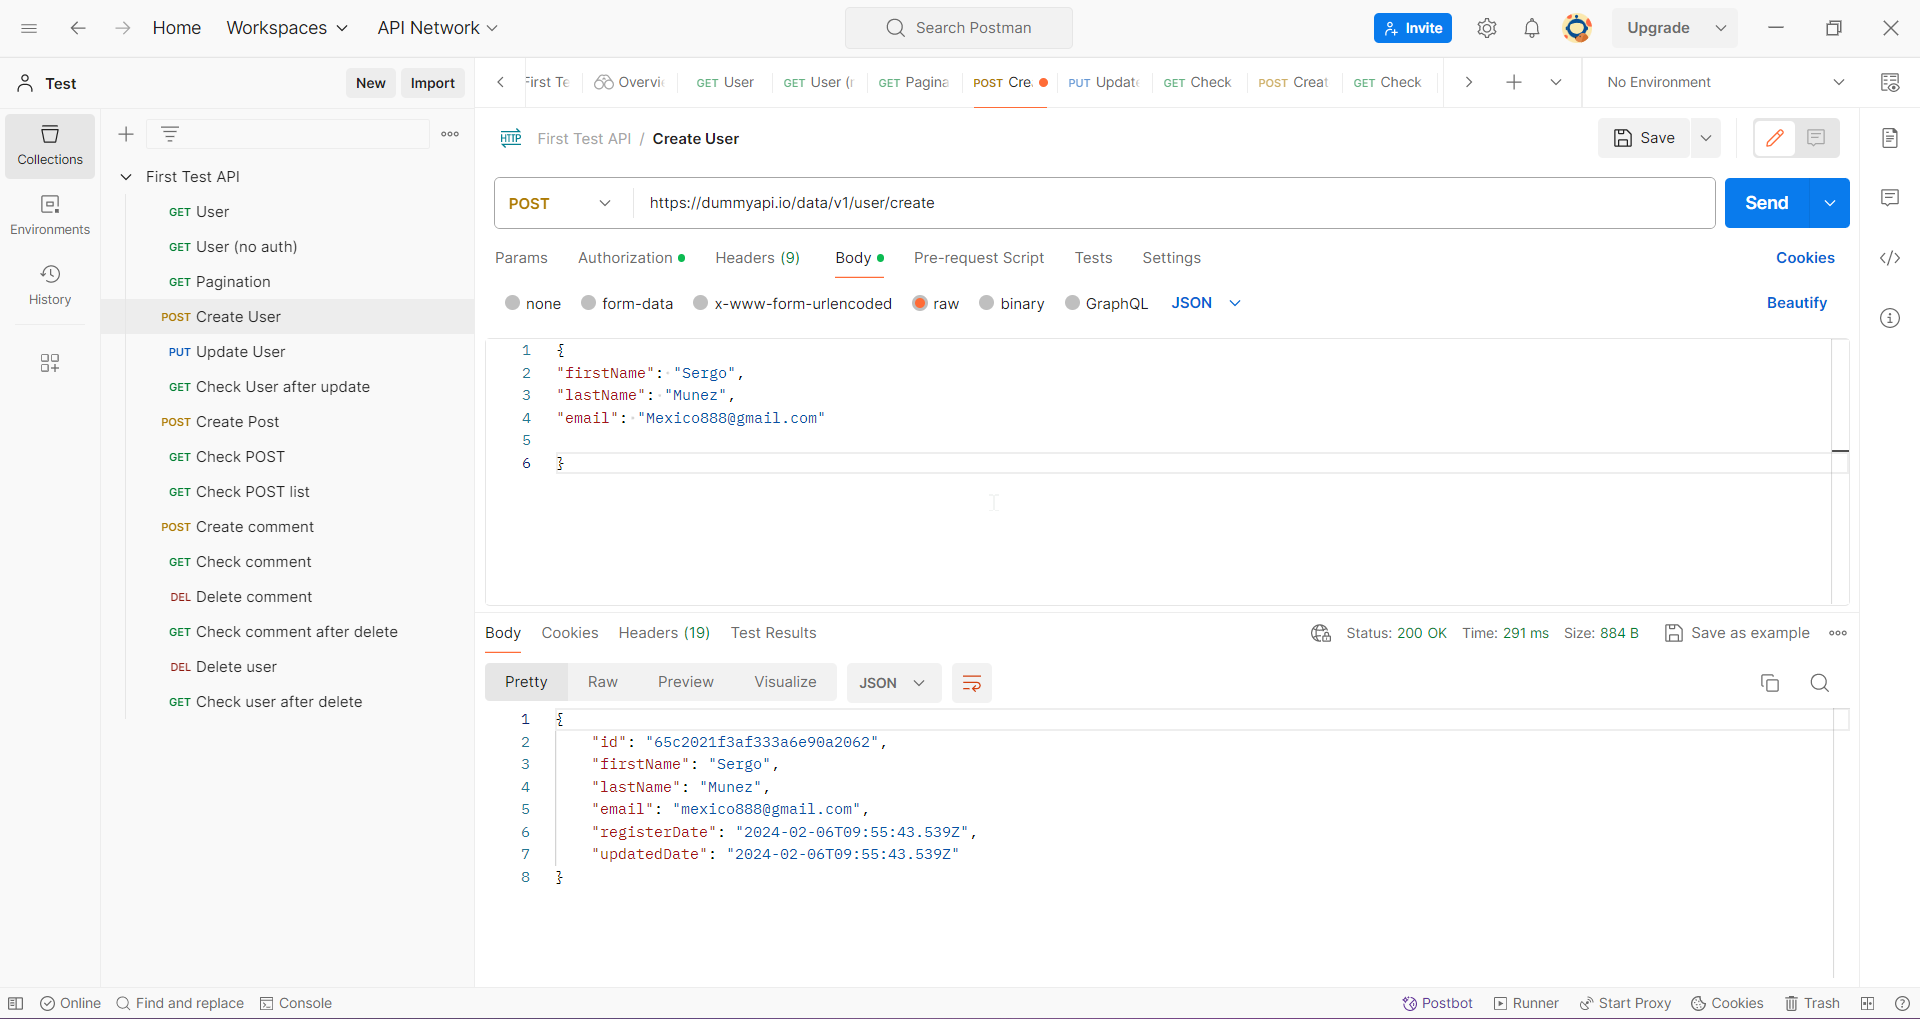 Home Workspaces API Network Search Postman Invite Upgrade
Test New Import
First Te Overvi GET User GET User (r GET Pagina POST Cre PUT Update GET Check POST Creat GET Check No Environment
Collections
Environments
History
First Test API
GET User
GET User (no auth)
GET Pagination
POST Create User
PUT Update User
GET Check User after update
POST Create Post
GET Check POST
GET Check POST list
POST Create comment
GET Check comment
DEL Delete comment
GET Check comment after delete
DEL Delete user
GET Check user after delete
HTTP First Test API / Create User Save
POST https://dummyapi.io/data/v1/user/create Send
Params Authorization Headers (9) Body Pre-request Script Tests Settings Cookies
none form-data x-www-form-urlencoded raw binary GraphQL JSON Beautify
1 {
2 "firstName": "Sergo",
3 "lastName": "Munez",
4 "email": "Mexico888@gmail.com"
5
6 }
Body Cookies Headers (19) Test Results Status: 200 OK Time: 291 ms Size: 884 B Save as example
Pretty Raw Preview Visualize JSON
1 {
2 "id": "65c2021f3af333a6e90a2062",
3 "firstName": "Sergo",
4 "lastName": "Munez",
5 "email": "mexico888@gmail.com",
6 "registerDate": "2024-02-06T09:55:43.539Z",
7 "updatedDate": "2024-02-06T09:55:43.539Z"
8 }
Online Find and replace Console Postbot Runner Start Proxy Cookies Trash